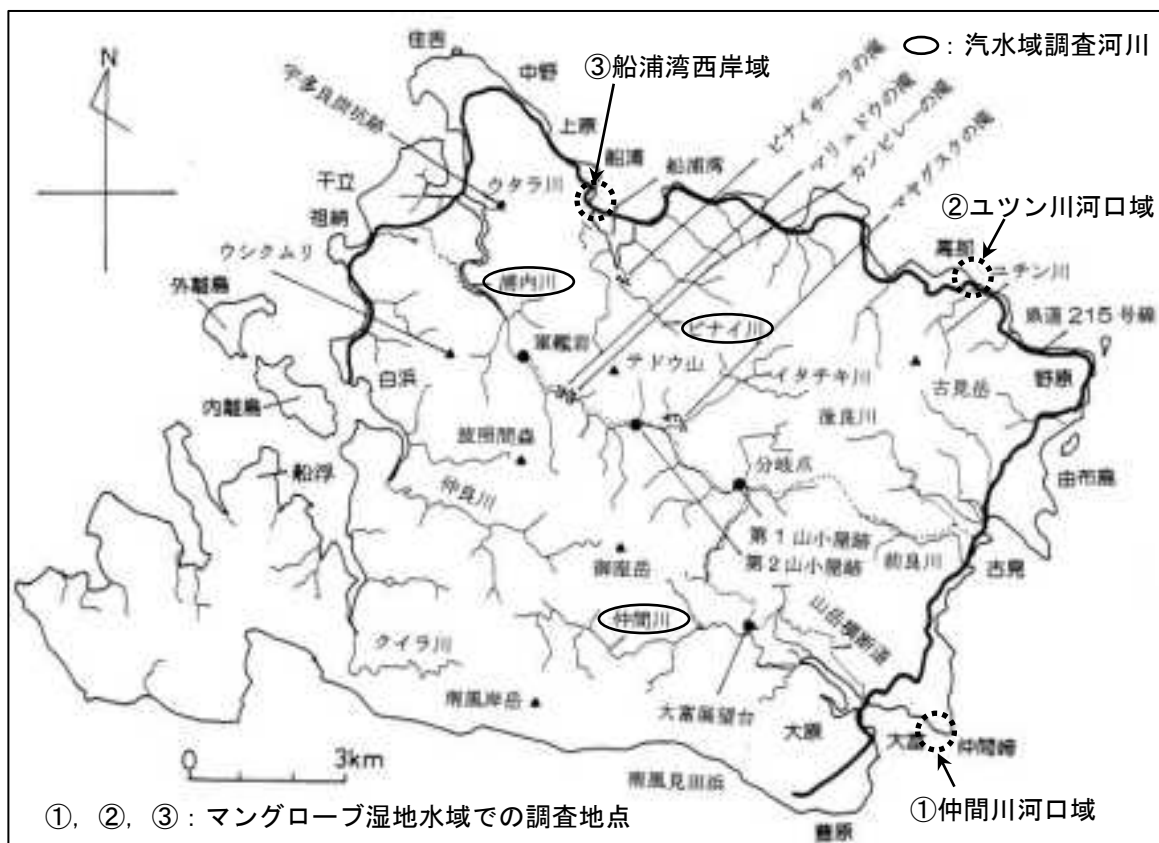 N
住吉
中野
③船浦湾西岸域
：汽水域調査河川
宇多良炭坑跡
上原
船浦
船浦湾
ピナイサーラの滝
マリュドウの滝
カンピレーの滝
マヤグスクの滝
干立
ウタラ川
祖納
②ユツン川河口域
高那
ユチン川
ウシクムリ
浦内川
外離島
ピナイ川
県道215号線
軍艦岩
テドウ山
野原
白浜
イタチキ川
古見岳
内離島
後良川
波照間森
分岐点
由布島
船浮
仲良川
第1山小屋跡
第2山小屋跡
前良川
古見
御座岳
山岳横断道
仲間川
クイラ川
南風岸岳
大富展望台
大原
大富
仲間崎
0
3km
南風見田浜
①仲間川河口域
①，②，③：マングローブ湿地水域での調査地点
豊原